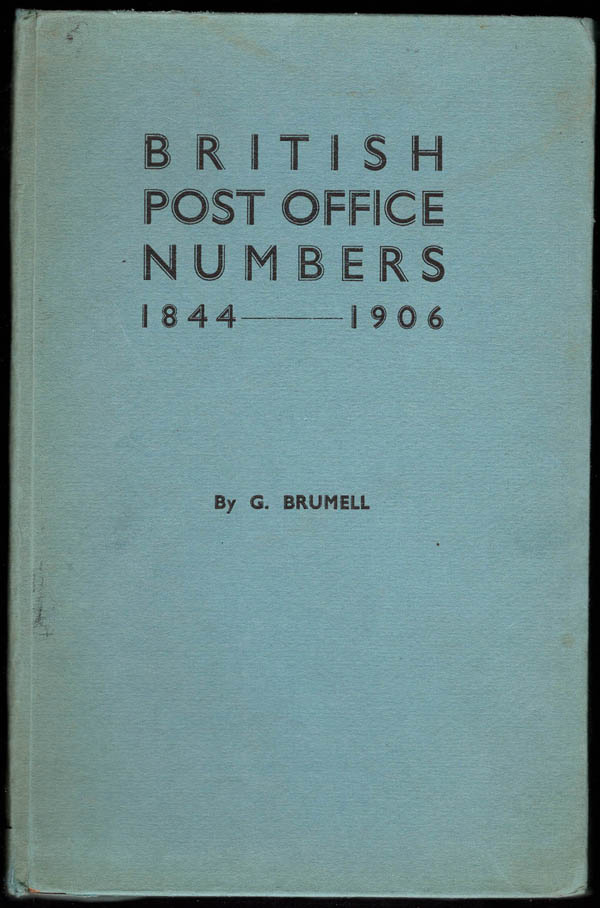 BRITISH
POST OFFICE
NUMBERS
1844——1906
By G. BRUMELL